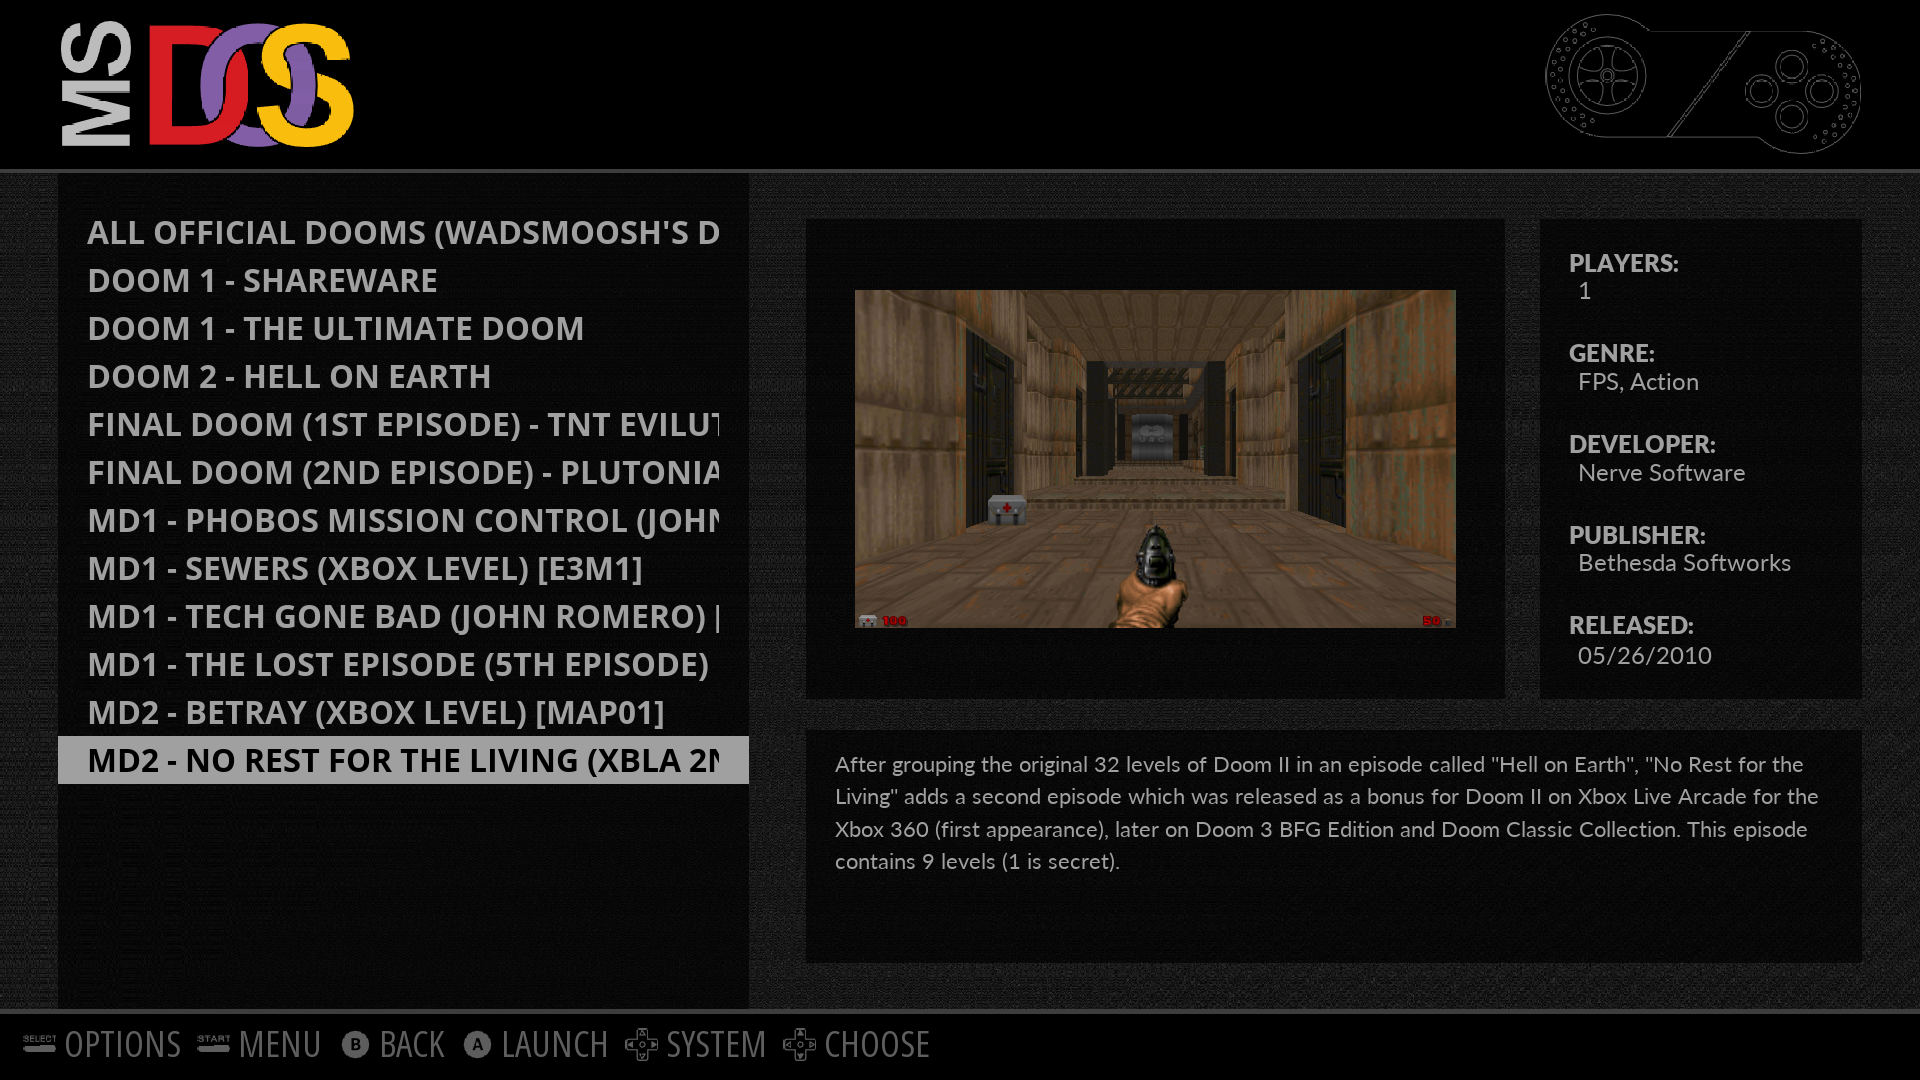 MS DOS
ALL OFFICIAL DOOMS (WADSMOOSH'S D
DOOM 1 - SHAREWARE
DOOM 1 - THE ULTIMATE DOOM
DOOM 2 - HELL ON EARTH
FINAL DOOM (1ST EPISODE) - TNT EVILUT
FINAL DOOM (2ND EPISODE) - PLUTONIA
MD1 - PHOBOS MISSION CONTROL (JOHN
MD1 - SEWERS (XBOX LEVEL) [E3M1]
MD1 - TECH GONE BAD (JOHN ROMERO) [
MD1 - THE LOST EPISODE (5TH EPISODE)
MD2 - BETRAY (XBOX LEVEL) [MAP01]
MD2 - NO REST FOR THE LIVING (XBLA 2N
UAC
100
50
PLAYERS:
1
GENRE:
FPS, Action
DEVELOPER:
Nerve Software
PUBLISHER:
Bethesda Softworks
RELEASED:
05/26/2010
After grouping the original 32 levels of Doom II in an episode called "Hell on Earth", "No Rest for the
Living" adds a second episode which was released as a bonus for Doom II on Xbox Live Arcade for the
Xbox 360 (first appearance), later on Doom 3 BFG Edition and Doom Classic Collection. This episode
contains 9 levels (1 is secret).
SELECT OPTIONS START MENU B BACK A LAUNCH SYSTEM CHOOSE